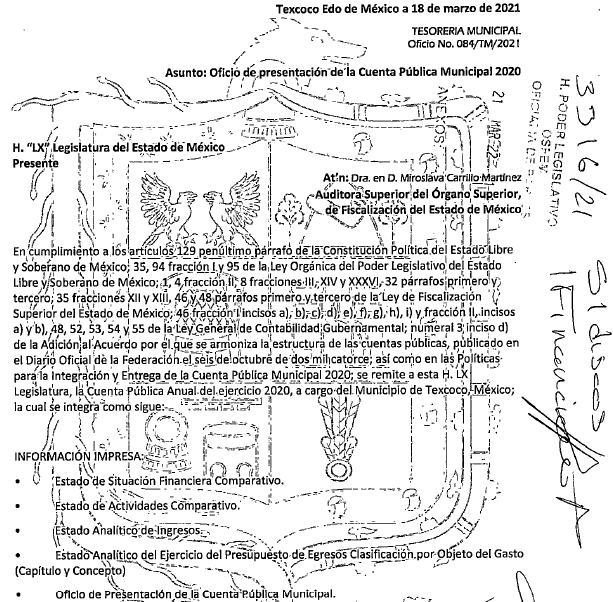 Texcoco Edo de México a 18 de marzo de 2021
TESORERIA MUNICIPAL
Oficio No. 084/TM/2021
Asunto: Oficio de presentación de la Cuenta Pública Municipal 2020
H. "LX" Legislatura del Estado de México
Presente
At'n: Dra. en D. Miroslava Carrillo Martínez
Auditora Superior del Órgano Superior,
de Fiscalización del Estado de México
En cumplimiento a los artículos 129 penúltimo párrafo de la Constitución Política del Estado Libre
y Soberano de México; 35, 94 fracción I y 95 de la Ley Orgánica del Poder Legislativo del Estado
Libre y Soberano de México; 1, 4 fracción II; 8 fracciones III, XIV y XXXVI, 32 párrafos primero y
tercero; 35 fracciones XII y XIII, 46 y 48 párrafos primero y tercero de la Ley de Fiscalización
Superior del Estado de México; 46 fracción I incisos a), b), c), d), e), f), g), h), i) y fracción II, incisos
a) y b), 48, 52, 53, 54 y 55 de la Ley General de Contabilidad Gubernamental; numeral 3 inciso d)
de la Adición al Acuerdo por el que se armoniza la estructura de las cuentas públicas, publicado en
el Diario Oficial de la Federación el seis de octubre de dos mil catorce; así como en las Políticas
para la Integración y Entrega de la Cuenta Pública Municipal 2020; se remite a esta H. LX
Legislatura, la Cuenta Pública Anual del ejercicio 2020, a cargo del Municipio de Texcoco, México;
la cual se integra como sigue:
INFORMACIÓN IMPRESA:
• Estado de Situación Financiera Comparativo.
• Estado de Actividades Comparativo.
• Estado Analítico de Ingresos.
• Estado Analítico del Ejercicio del Presupuesto de Egresos Clasificación por Objeto del Gasto
(Capítulo y Concepto)
• Oficio de Presentación de la Cuenta Pública Municipal.
ANEXOS
21 MAR 22
H. PODER LEGISLATIVO
OSFEM
OFICIALIA DE
3316/21
SI discos